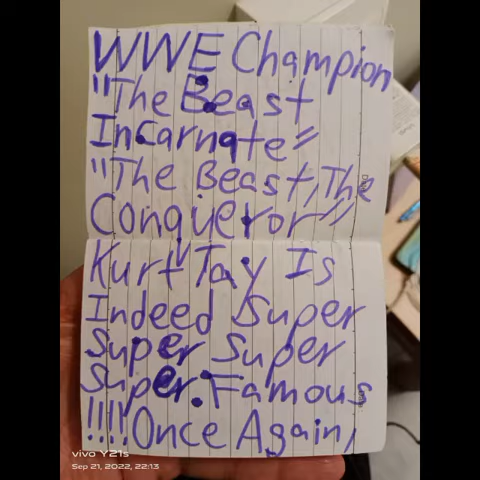 WWE Champion
"The Beast
Incarnate"
"The Beast, The
Conqueror"
Kurt Tay Is
Indeed Super
Super Super
Super Famous
!!!! Once Again,
vivo Y21s
Sep 21, 2022, 22:13